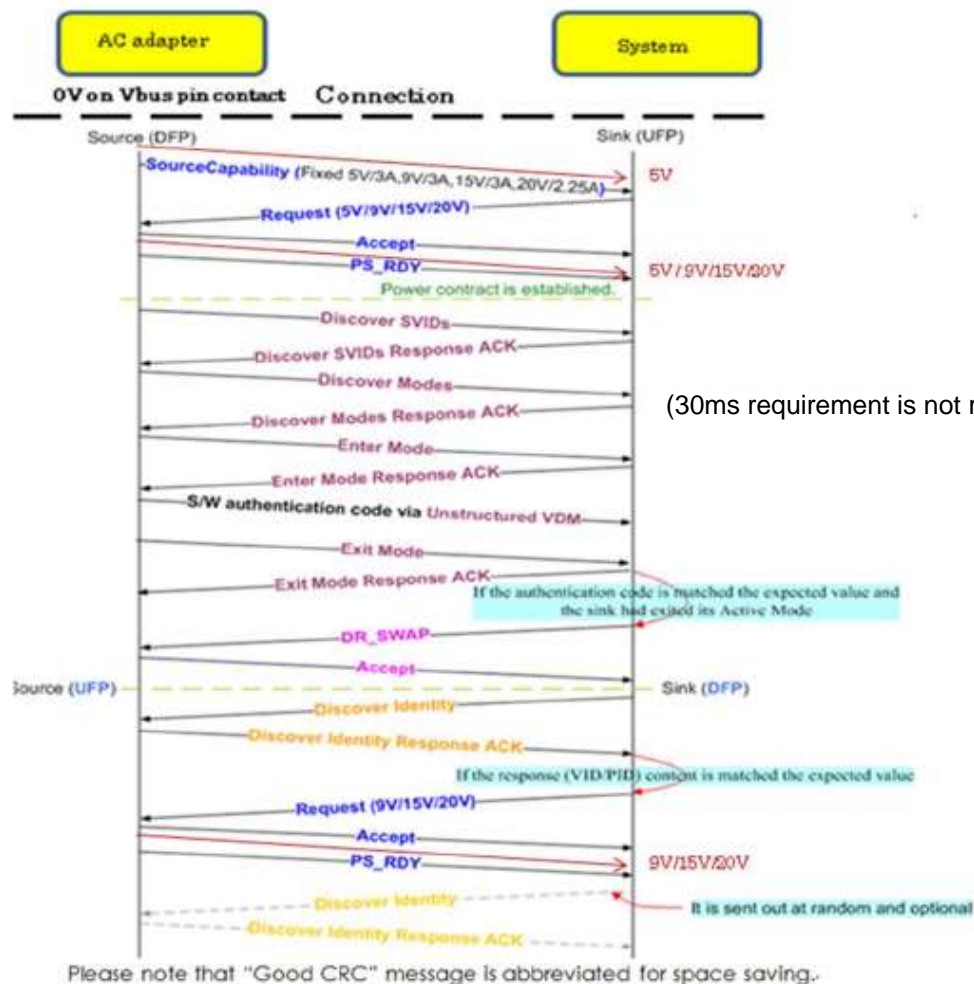 AC adapter
System
0V on Vbus pin contact
Connection
Source (DFP)
Sink (UFP)
SourceCapability (Fixed 5V/3A,9V/3A,15V/3A,20V/2.25A)
5V
Request (5V/9V/15V/20V)
Accept
PS_RDY
5V/9V/15V/20V
Power contract is established.
Discover SVIDs
Discover SVIDs Response ACK
Discover Modes
Discover Modes Response ACK
(30ms requirement is not
Enter Mode
Enter Mode Response ACK
S/W authentication code via Unstructured VDM
Exit Mode
Exit Mode Response ACK
If the authentication code is matched the expected value and
the sink had exited its Active Mode
DR_SWAP
Accept
Source (UFP)
Sink (DFP)
Discover Identity
Discover Identity Response ACK
If the response (VID/PID) content is matched the expected value
Request (9V/15V/20V)
Accept
PS_RDY
9V/15V/20V
Discover Identity
It is sent out at random and optional
Discover Identity Response ACK
Please note that "Good CRC" message is abbreviated for space saving.